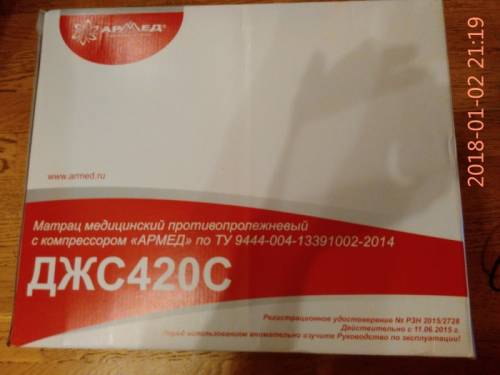 АРМЕД®
www.armed.ru
Матрац медицинский противопролежневый
с компрессором «АРМЕД» по ТУ 9444-004-13391002-2014
ДЖС420С
Регистрационное удостоверение № РЗН 2015/2728
Действительно с 11.06.2015 г.
Перед использованием внимательно изучите Руководство по эксплуатации!
2018-01-02 21:19